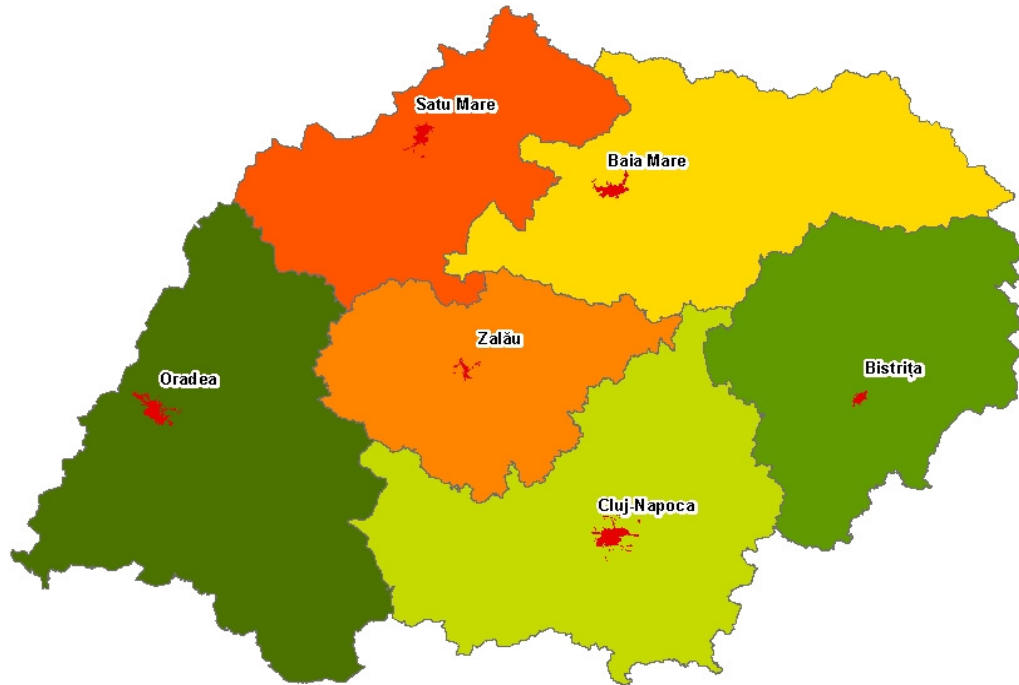 Satu Mare
Baia Mare
Zalău
Oradea
Bistrița
Cluj-Napoca